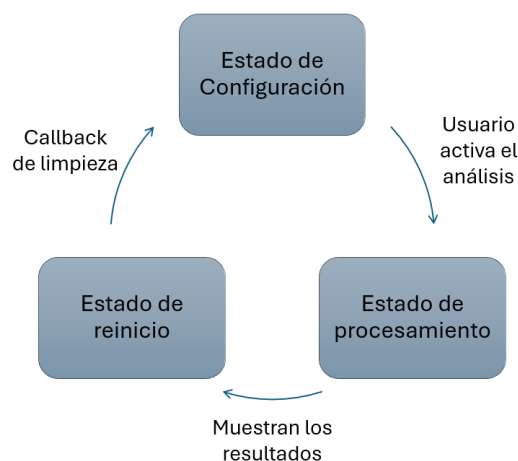 Estado de
Configuración
Usuario
activa el
análisis
Callback
de limpieza
Estado de
reinicio
Estado de
procesamiento
Muestran los
resultados